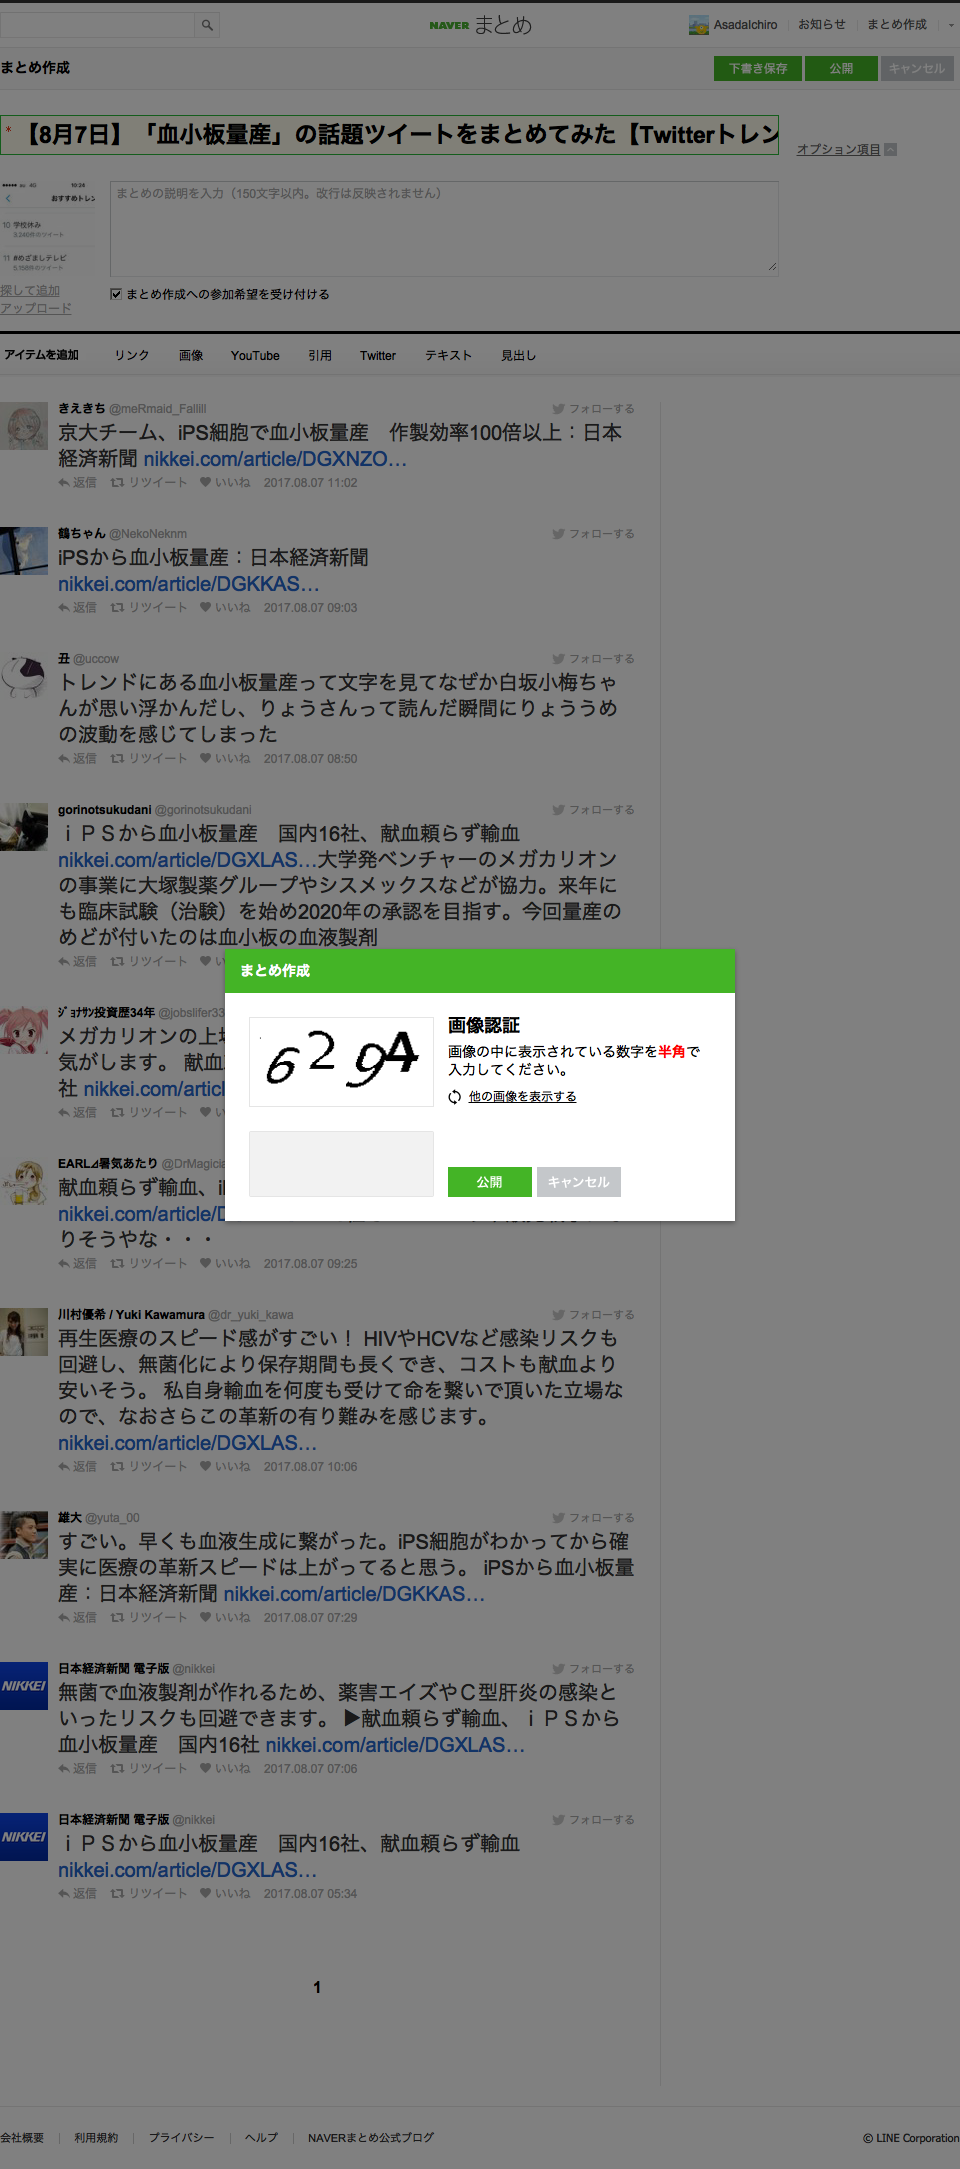 NAVER まとめ
AsadaIchiro お知らせ まとめ作成
まとめ作成
下書き保存 公開 キャンセル
* 【8月7日】「血小板量産」の話題ツイートをまとめてみた【Twitterトレン
オプション項目
au 4G 10:26
おすすめトレン
10 学校休み
3,246件のツイート
11 #めざましテレビ
5,158件のツイート
まとめの説明を入力（150文字以内。改行は反映されません）
探して追加
アップロード
まとめ作成への参加希望を受け付ける
アイテムを追加 リンク 画像 YouTube 引用 Twitter テキスト 見出し
きえきち @meRmaid_Fallill フォローする
京大チーム、iPS細胞で血小板量産　作製効率100倍以上：日本
経済新聞 nikkei.com/article/DGXNZO…
返信 リツイート いいね 2017.08.07 11:02
鶴ちゃん @NekoNeknm フォローする
iPSから血小板量産：日本経済新聞
nikkei.com/article/DGKKAS…
返信 リツイート いいね 2017.08.07 09:03
丑 @uccow フォローする
トレンドにある血小板量産って文字を見てなぜか白坂小梅ちゃ
んが思い浮かんだし、りょうさんって読んだ瞬間にりょううめ
の波動を感じてしまった
返信 リツイート いいね 2017.08.07 08:50
gorinotsukudani @gorinotsukudani フォローする
ｉＰＳから血小板量産　国内16社、献血頼らず輸血
nikkei.com/article/DGXLAS…大学発ベンチャーのメガカリオン
の事業に大塚製薬グループやシスメックスなどが協力。来年に
も臨床試験（治験）を始め2020年の承認を目指す。今回量産の
めどが付いたのは血小板の血液製剤
返信 リツイート
まとめ作成
6294
画像認証
画像の中に表示されている数字を半角で
入力してください。
他の画像を表示する
公開 キャンセル
ｼﾞｮﾅｻﾝ投資歴34年 @jobslifer33
メガカリオンの上場
気がします。 献血
社 nikkei.com/arti
返信 リツイート
EARL⊿暑気あたり @DrMagicia
献血頼らず輸血、i
nikkei.com/article/D
りそうやな・・・
返信 リツイート いいね 2017.08.07 09:25
川村優希 / Yuki Kawamura @dr_yuki_kawa フォローする
再生医療のスピード感がすごい！ HIVやHCVなど感染リスクも
回避し、無菌化により保存期間も長くでき、コストも献血より
安いそう。 私自身輸血を何度も受けて命を繋いで頂いた立場な
ので、なおさらこの革新の有り難みを感じます。
nikkei.com/article/DGXLAS…
返信 リツイート いいね 2017.08.07 10:06
雄大 @yuta_00 フォローする
すごい。早くも血液生成に繋がった。iPS細胞がわかってから確
実に医療の革新スピードは上がってると思う。 iPSから血小板量
産：日本経済新聞 nikkei.com/article/DGKKAS…
返信 リツイート いいね 2017.08.07 07:29
NIKKEI
日本経済新聞 電子版 @nikkei フォローする
無菌で血液製剤が作れるため、薬害エイズやＣ型肝炎の感染と
いったリスクも回避できます。 ▶献血頼らず輸血、ｉＰＳから
血小板量産　国内16社 nikkei.com/article/DGXLAS…
返信 リツイート いいね 2017.08.07 07:06
NIKKEI
日本経済新聞 電子版 @nikkei フォローする
ｉＰＳから血小板量産　国内16社、献血頼らず輸血
nikkei.com/article/DGXLAS…
返信 リツイート いいね 2017.08.07 05:34
1
会社概要 利用規約 プライバシー ヘルプ NAVERまとめ公式ブログ © LINE Corporation